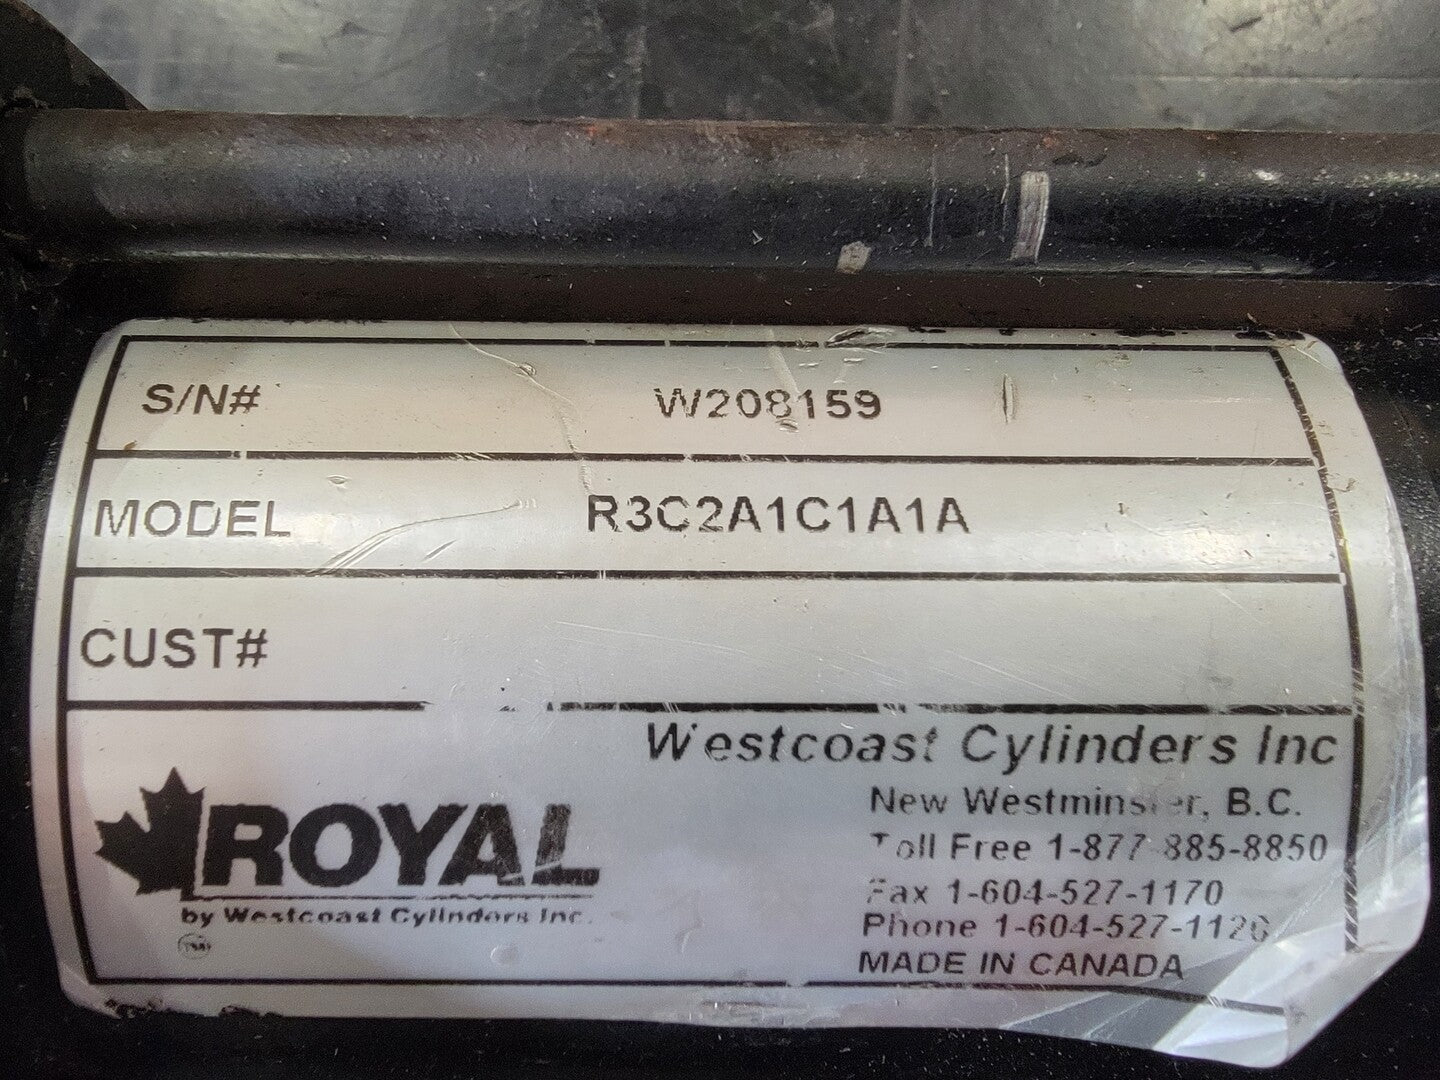 S/N# W208159
MODEL R3C2A1C1A1A
CUST#
Westcoast Cylinders Inc
New Westminster, B.C.
Toll Free 1-877-885-8850
Fax 1-604-527-1170
Phone 1-604-527-1120
MADE IN CANADA
ROYAL
by Westcoast Cylinders Inc.